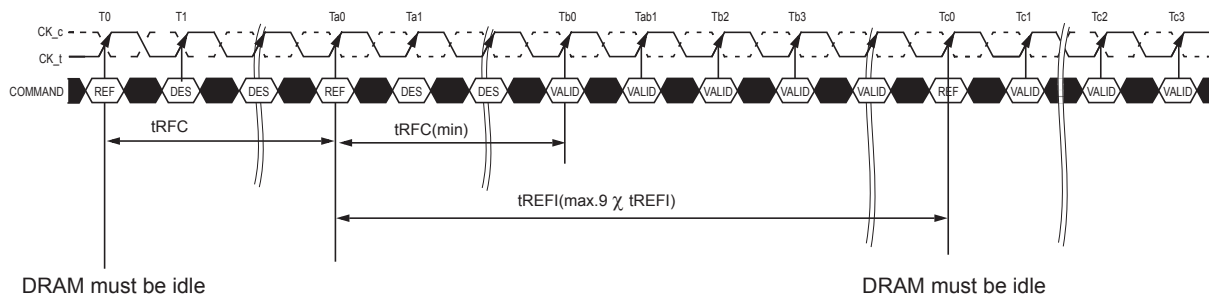 T0 T1 Ta0 Ta1 Tb0 Tab1 Tb2 Tb3 Tc0 Tc1 Tc2 Tc3
CK_c
CK_t
COMMAND REF DES DES REF DES DES VALID VALID VALID VALID VALID REF VALID VALID VALID
tRFC tRFC(min)
tREFI(max.9 χ tREFI)
DRAM must be idle DRAM must be idle